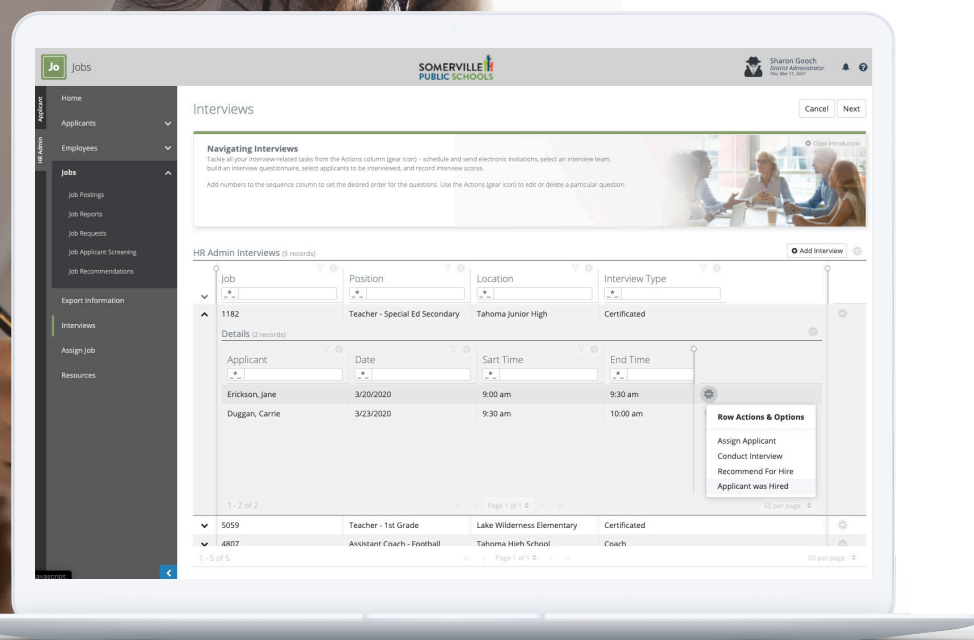 Jo Jobs
SOMERVILLE
PUBLIC SCHOOLS
Sharon Gooch
District Administrator
Thu, Mar 11, 2021
Applicant
HR Admin
Home
Applicants
Employees
Jobs
Job Postings
Job Reports
Job Requests
Job Applicant Screening
Job Recommendations
Export Information
Interviews
Assign Job
Resources
avascript:
Interviews
Cancel Next
Navigating Interviews
Close Introduction
Tackle all your interview-related tasks from the Actions column (gear icon) – schedule and send electronic invitations, select an interview team,
build an interview questionnaire, select applicants to be interviewed, and record interview scores.
Add numbers to the sequence column to set the desired order for the questions. Use the Actions (gear icon) to edit or delete a particular question.
HR Admin Interviews (5 records)
Add Interview
Job Position Location Interview Type
_*_ _*_ _*_ _*_
1182 Teacher - Special Ed Secondary Tahoma Junior High Certificated
Details (2 records)
Applicant Date Sart Time End Time
_*_ _*_ _*_ _*_
Erickson, Jane 3/20/2020 9:00 am 9:30 am
Duggan, Carrie 3/23/2020 9:30 am 10:00 am
Row Actions & Options
Assign Applicant
Conduct Interview
Recommend For Hire
Applicant was Hired
1 - 2 of 2 Page 1 of 1 50 per page
5059 Teacher - 1st Grade Lake Wilderness Elementary Certificated
4807 Assistant Coach - Football Tahoma High School Coach
1 - 5 of 5 Page 1 of 1 50 per page